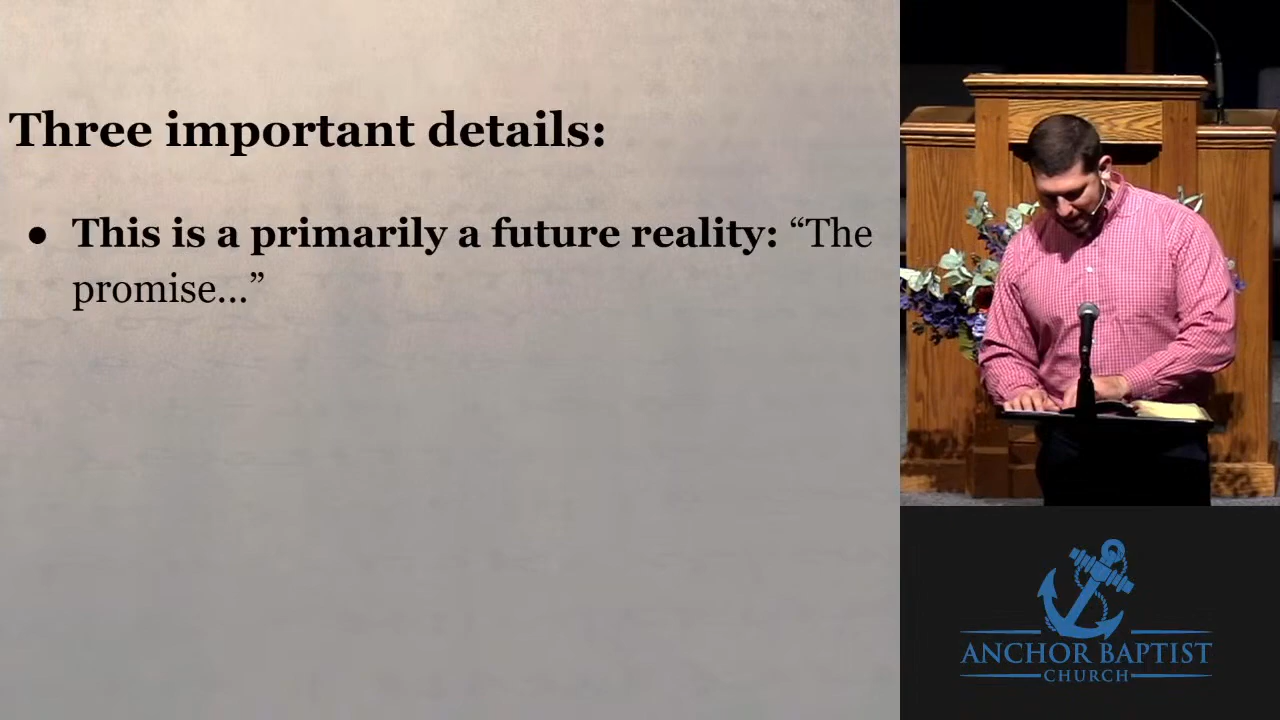 Three important details:
● This is a primarily a future reality: “The
promise...”
ANCHOR BAPTIST
CHURCH